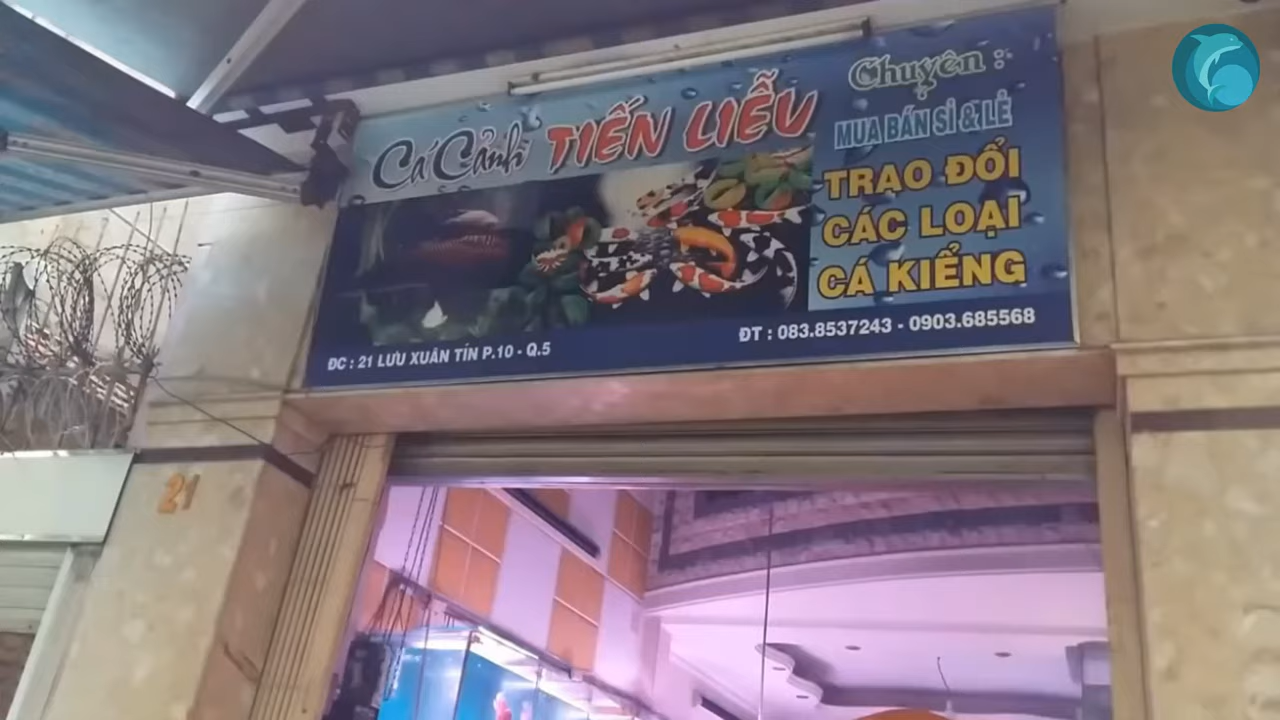 Cá Cảnh TIẾN LIỄU
Chuyên :
MUA BÁN SỈ & LẺ
TRAO ĐỔI
CÁC LOẠI
CÁ KIỂNG
ĐC : 21 LƯU XUÂN TÍN P.10 - Q.5
ĐT : 083.8537243 - 0903.685568
21